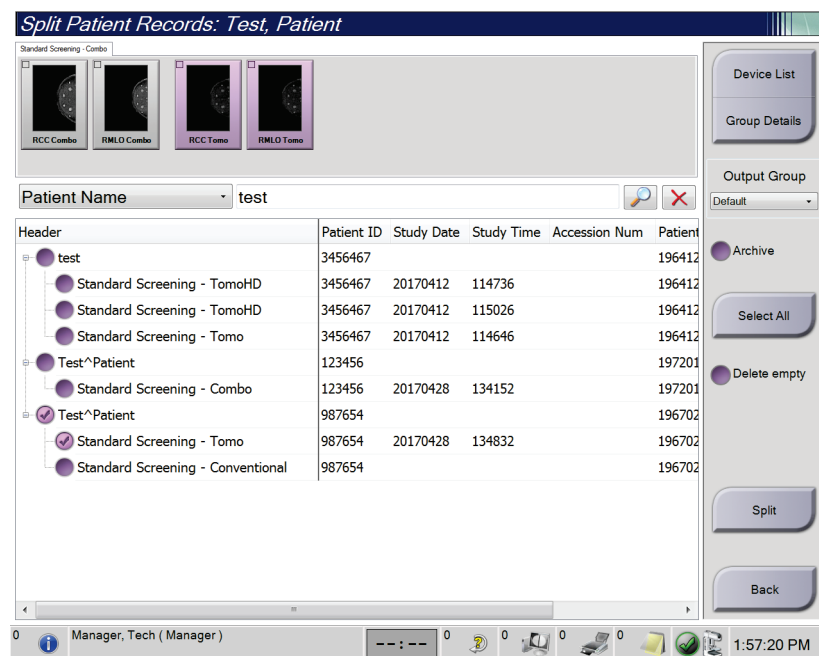 Split Patient Records: Test, Patient
Standard Screening - Combo
RCC Combo RMLO Combo RCC Tomo RMLO Tomo
Device List
Group Details
Output Group
Default
Patient Name test
Header Patient ID Study Date Study Time Accession Num Patient
test 3456467 196412
Standard Screening - TomoHD 3456467 20170412 114736 196412
Standard Screening - TomoHD 3456467 20170412 115026 196412
Standard Screening - Tomo 3456467 20170412 114646 196412
Test^Patient 123456 197201
Standard Screening - Combo 123456 20170428 134152 197201
Test^Patient 987654 196702
Standard Screening - Tomo 987654 20170428 134832 196702
Standard Screening - Conventional 987654 196702
Archive
Select All
Delete empty
Split
Back
0 Manager, Tech ( Manager ) --:-- 0 0 0 0 1:57:20 PM